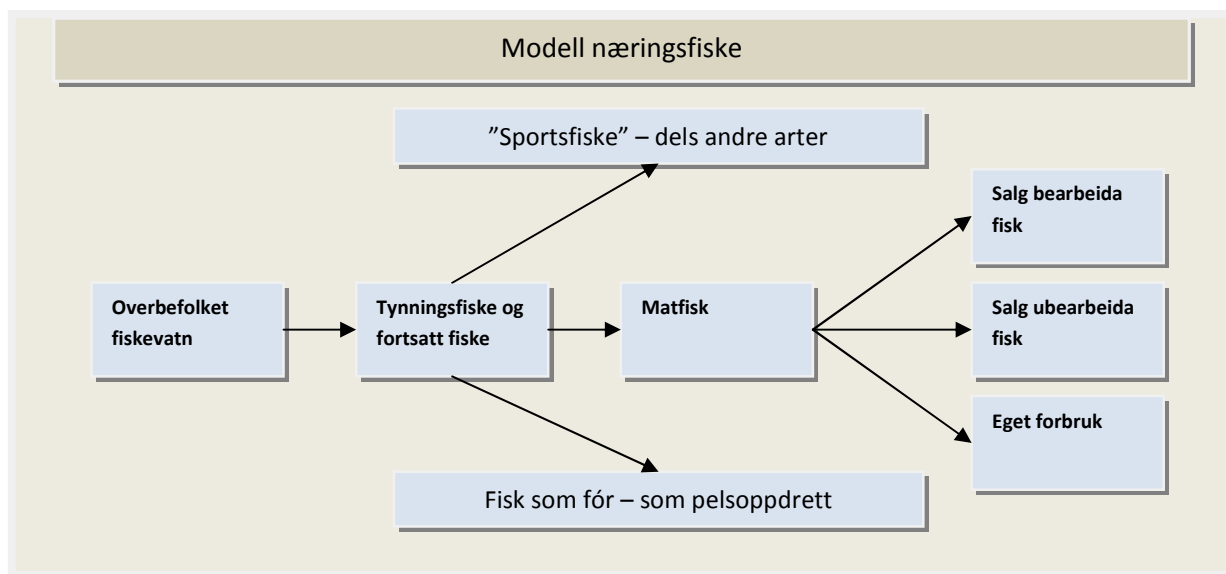 Modell næringsfiske
”Sportsfiske” – dels andre arter
Salg bearbeida
fisk
Overbefolket
fiskevatn
Tynningsfiske og
fortsatt fiske
Matfisk
Salg ubearbeida
fisk
Eget forbruk
Fisk som fór – som pelsoppdrett